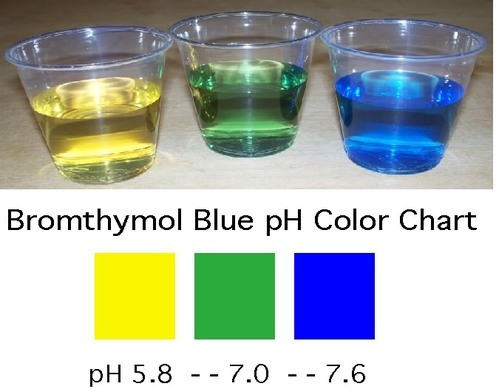 Bromthymol Blue pH Color Chart
pH 5.8 - - 7.0 - - 7.6